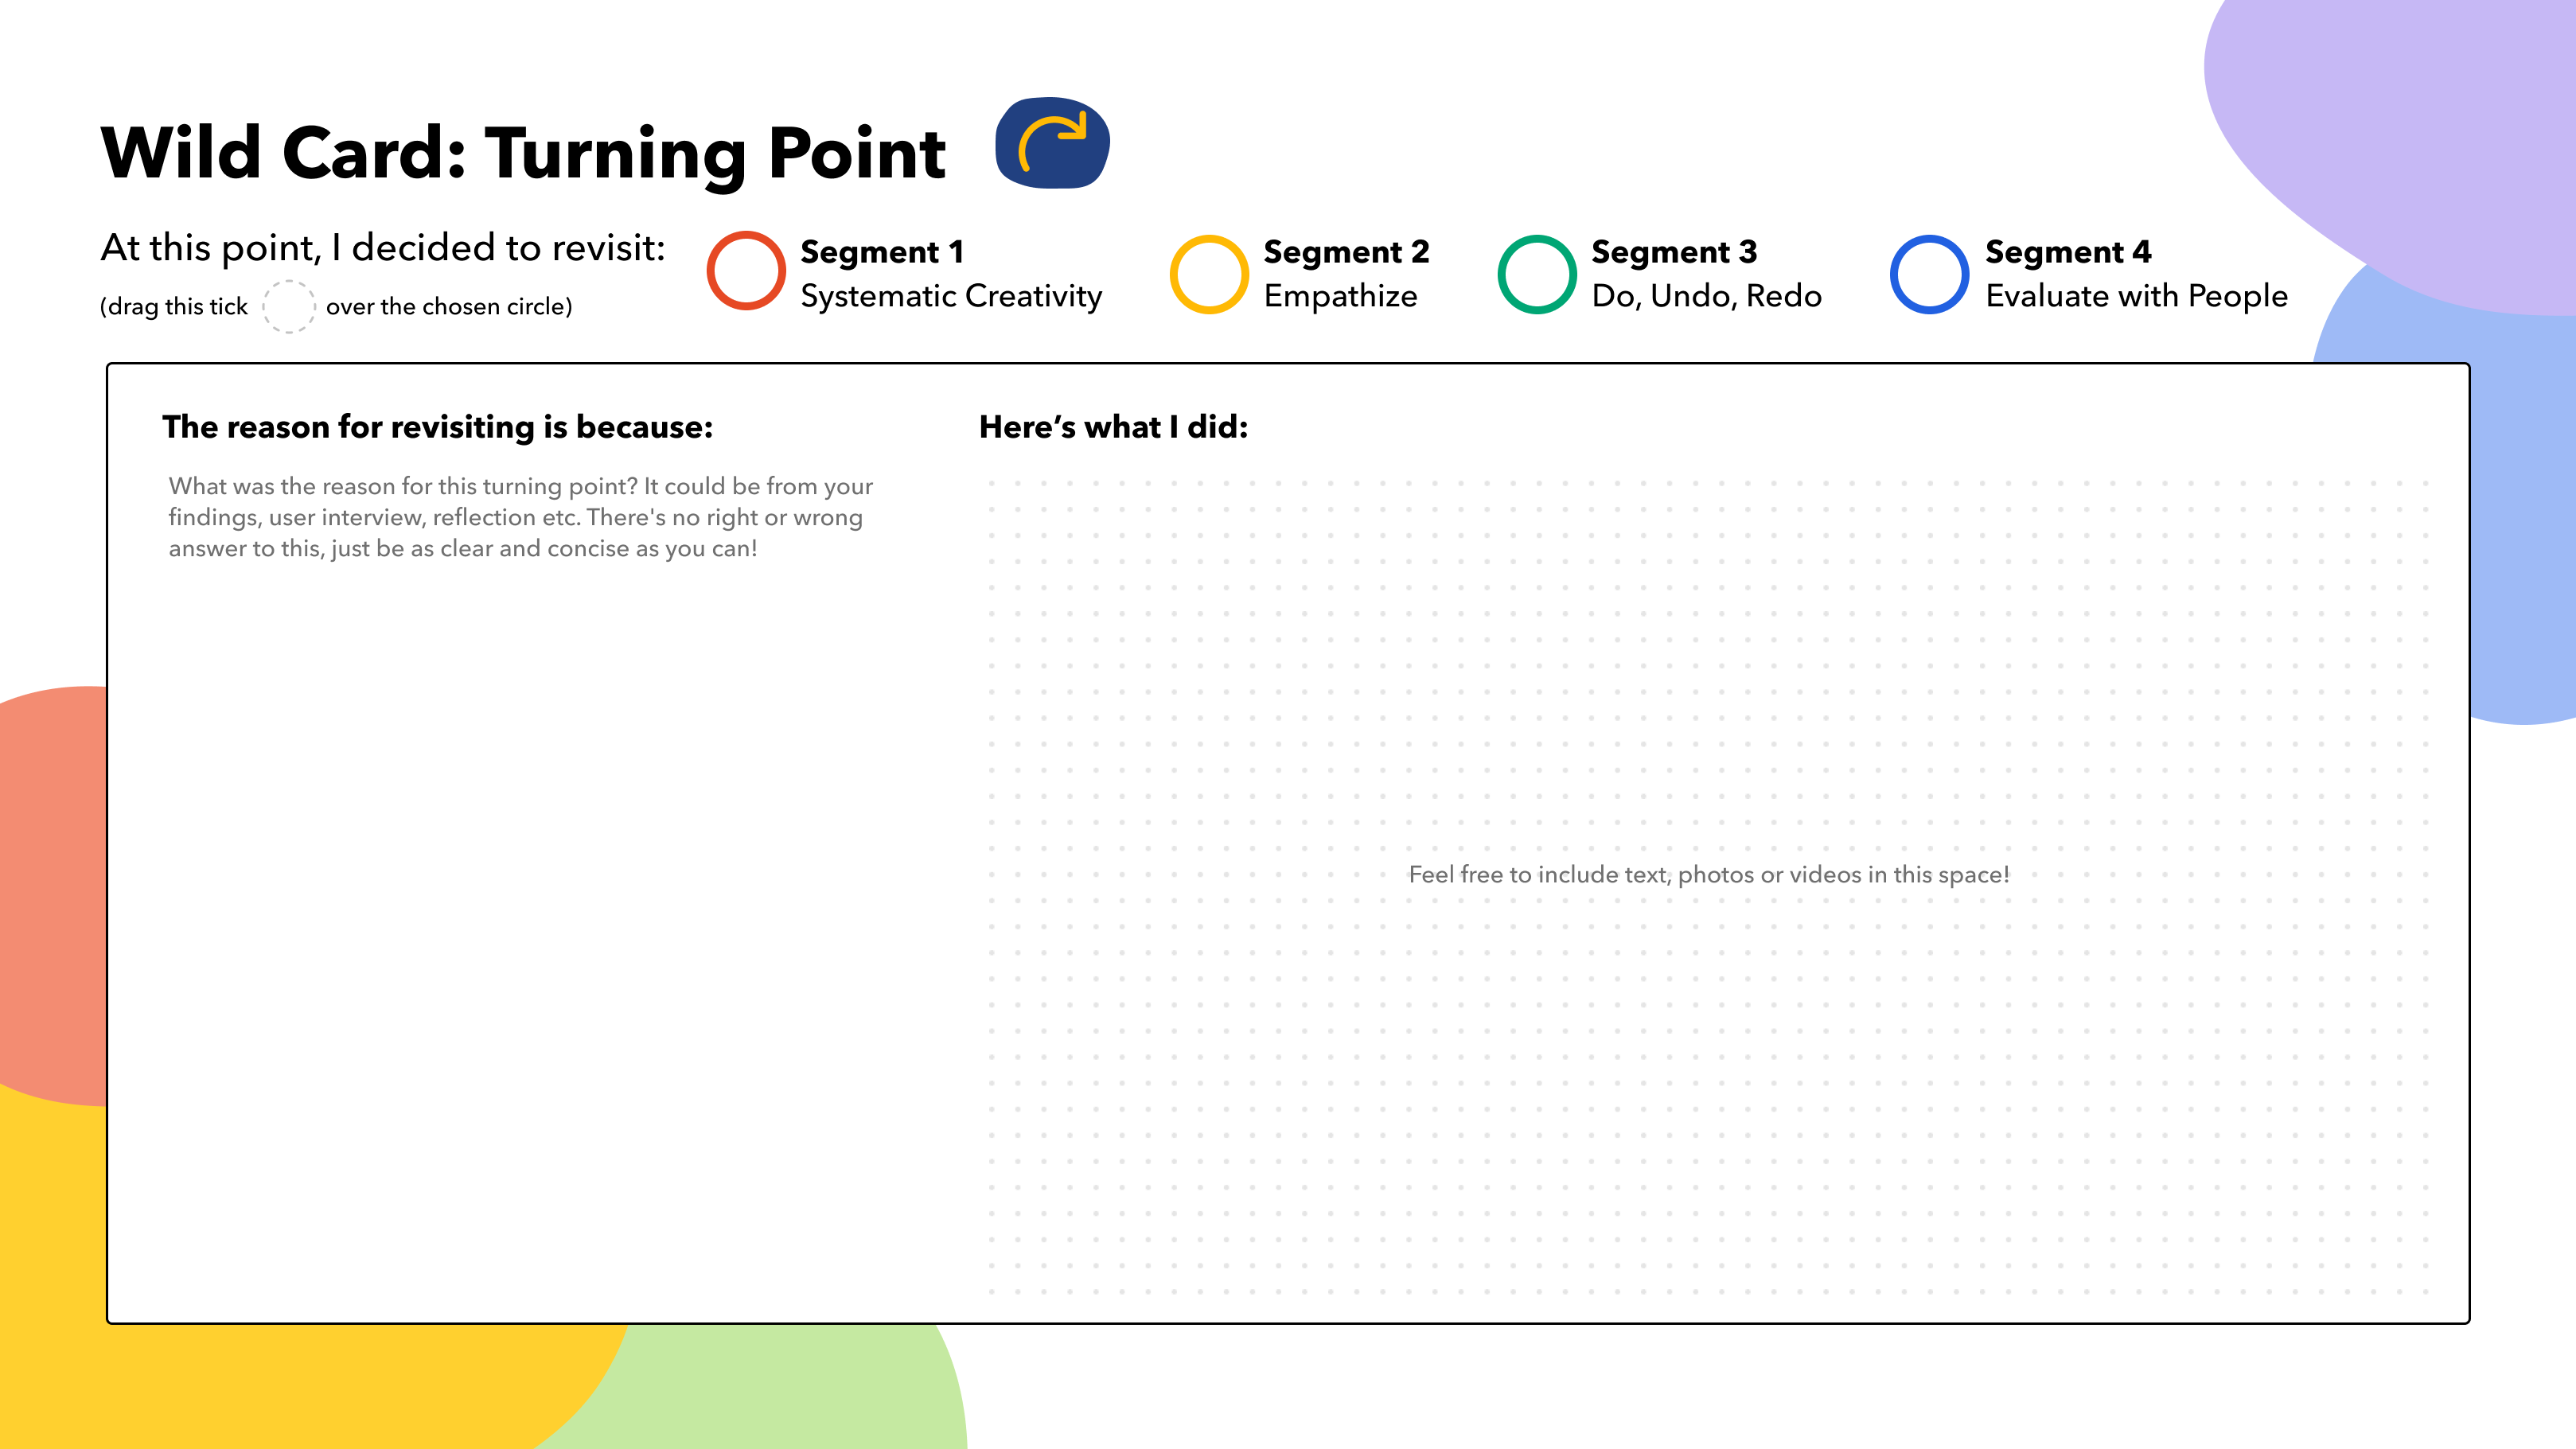 Wild Card: Turning Point
At this point, I decided to revisit:
(drag this tick over the chosen circle)
Segment 1
Systematic Creativity
Segment 2
Empathize
Segment 3
Do, Undo, Redo
Segment 4
Evaluate with People
The reason for revisiting is because:
What was the reason for this turning point? It could be from your
findings, user interview, reflection etc. There's no right or wrong
answer to this, just be as clear and concise as you can!
Here’s what I did:
Feel free to include text, photos or videos in this space!